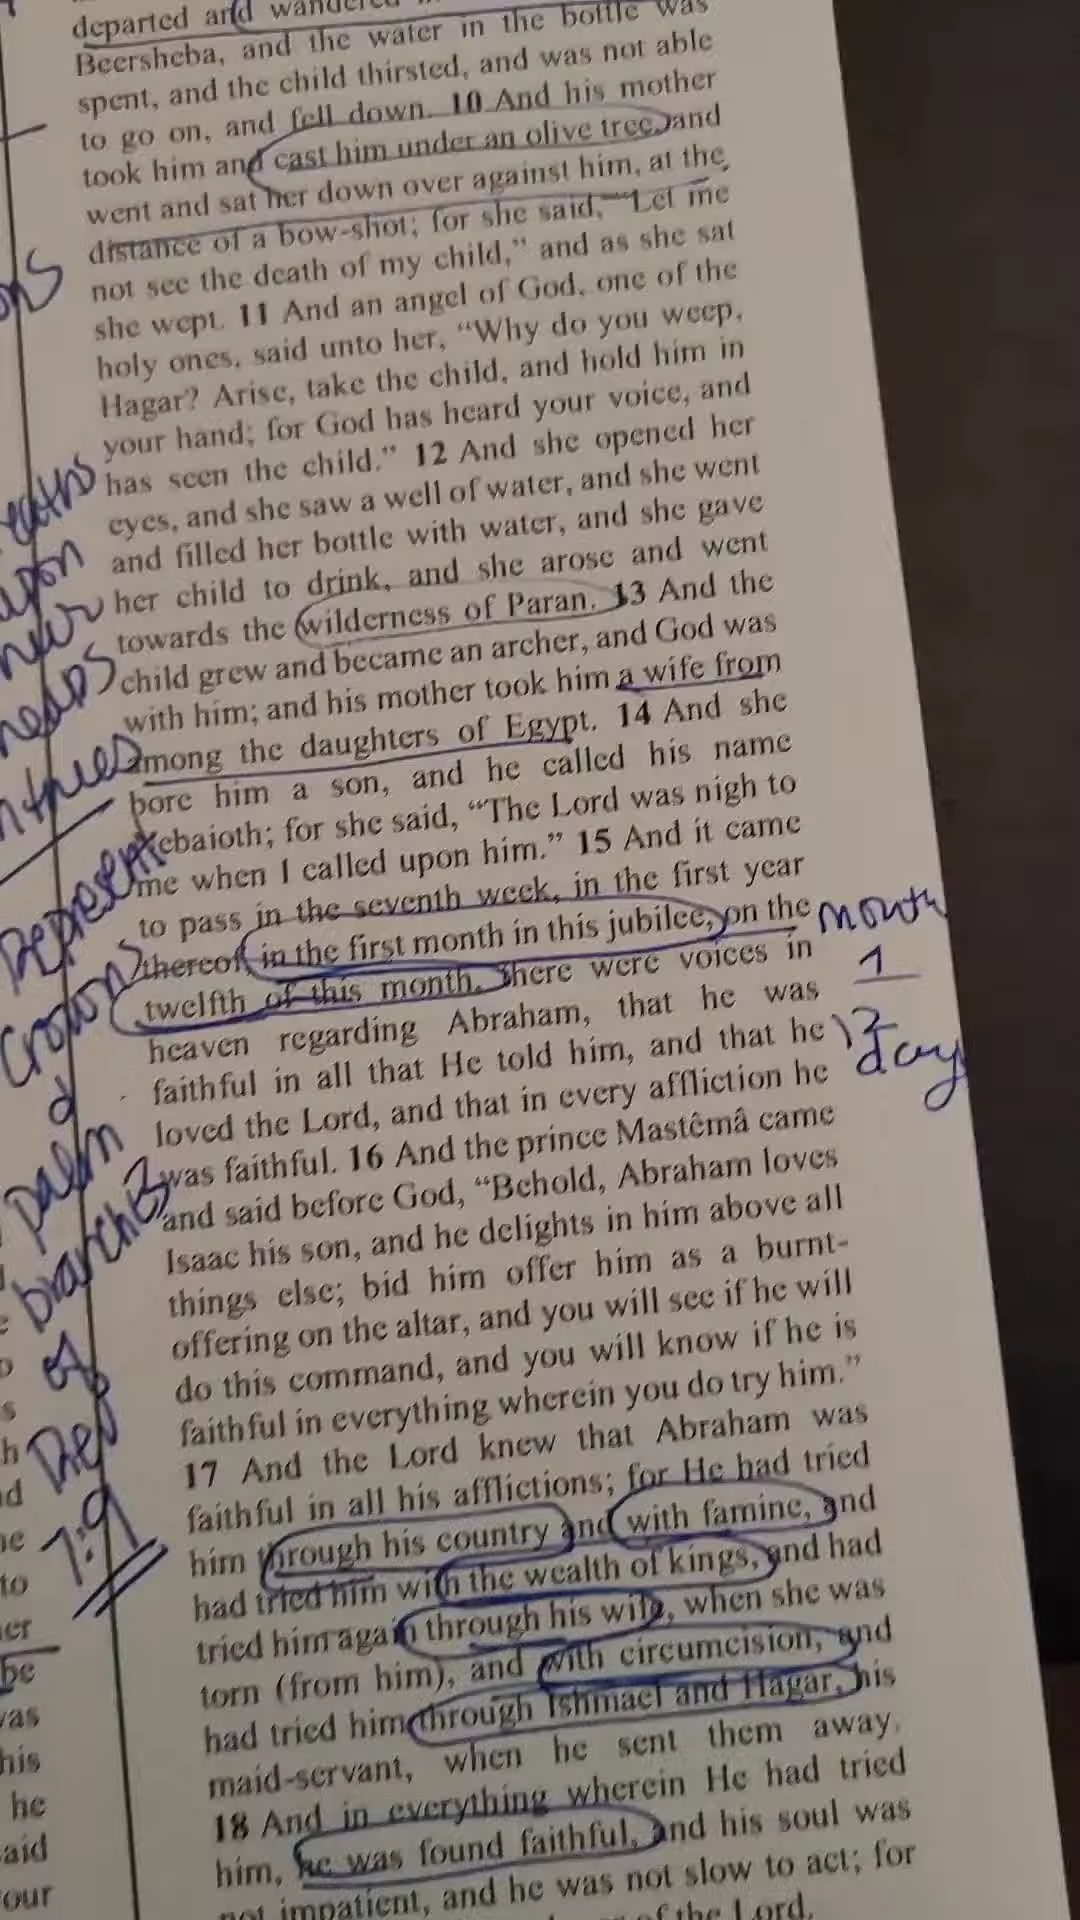 departed and wandered
Beersheba, and the water in the bottle was
spent, and the child thirsted, and was not able
to go on, and fell down. 10 And his mother
took him and cast him under an olive tree, and
went and sat her down over against him, at the
distance of a bow-shot; for she said, “Let me
not see the death of my child,” and as she sat
she wept. 11 And an angel of God, one of the
holy ones, said unto her, “Why do you weep,
Hagar? Arise, take the child, and hold him in
your hand; for God has heard your voice, and
has seen the child.” 12 And she opened her
eyes, and she saw a well of water, and she went
and filled her bottle with water, and she gave
her child to drink, and she arose and went
towards the wilderness of Paran. 13 And the
child grew and became an archer, and God was
with him; and his mother took him a wife from
among the daughters of Egypt. 14 And she
bore him a son, and he called his name
ebaioth; for she said, “The Lord was nigh to
me when I called upon him.” 15 And it came
to pass in the seventh week, in the first year
thereof, in the first month in this jubilee, on the
twelfth of this month, there were voices in
heaven regarding Abraham, that he was
faithful in all that He told him, and that he
loved the Lord, and that in every affliction he
was faithful. 16 And the prince Mastêmâ came
and said before God, “Behold, Abraham loves
Isaac his son, and he delights in him above all
things else; bid him offer him as a burnt-
offering on the altar, and you will see if he will
do this command, and you will know if he is
faithful in everything wherein you do try him.”
17 And the Lord knew that Abraham was
faithful in all his afflictions; for He had tried
him through his country and with famine, and
had tried him with the wealth of kings, and had
tried him again through his wife, when she was
torn (from him), and with circumcision, and
had tried him through Ishmael and Hagar, his
maid-servant, when he sent them away.
18 And in everything wherein He had tried
him, he was found faithful, and his soul was
not impatient, and he was not slow to act; for
of the Lord.
month
1
12
day
upon
Represent
Crowns
d
palm
branches
of
Rev
7:9
be
his
he
our